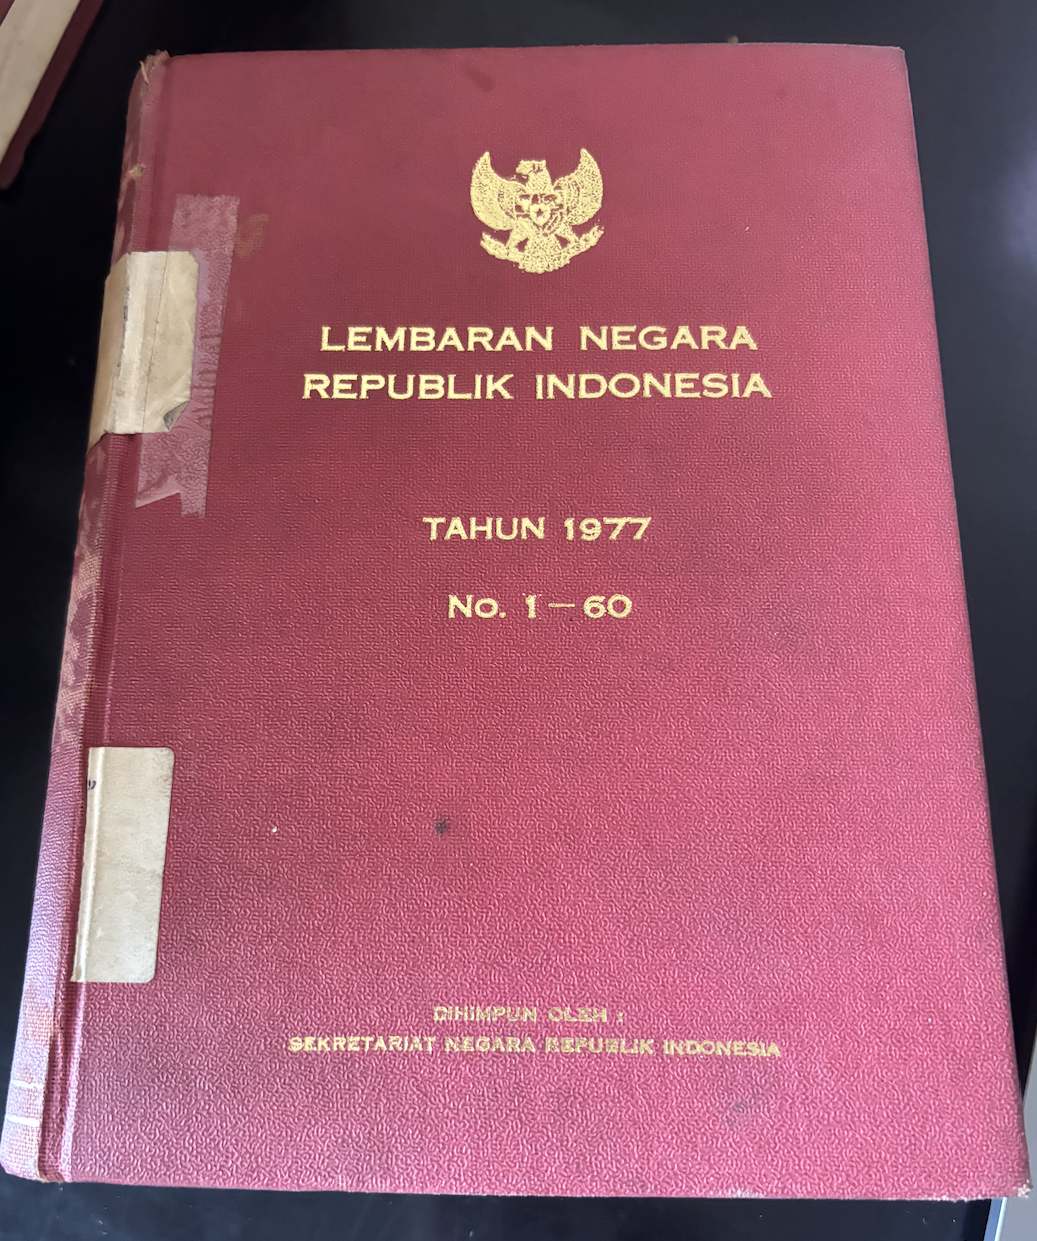 LEMBARAN NEGARA
REPUBLIK INDONESIA
TAHUN 1977
No. 1 — 60
DIHIMPUN OLEH :
SEKRETARIAT NEGARA REPUBLIK INDONESIA